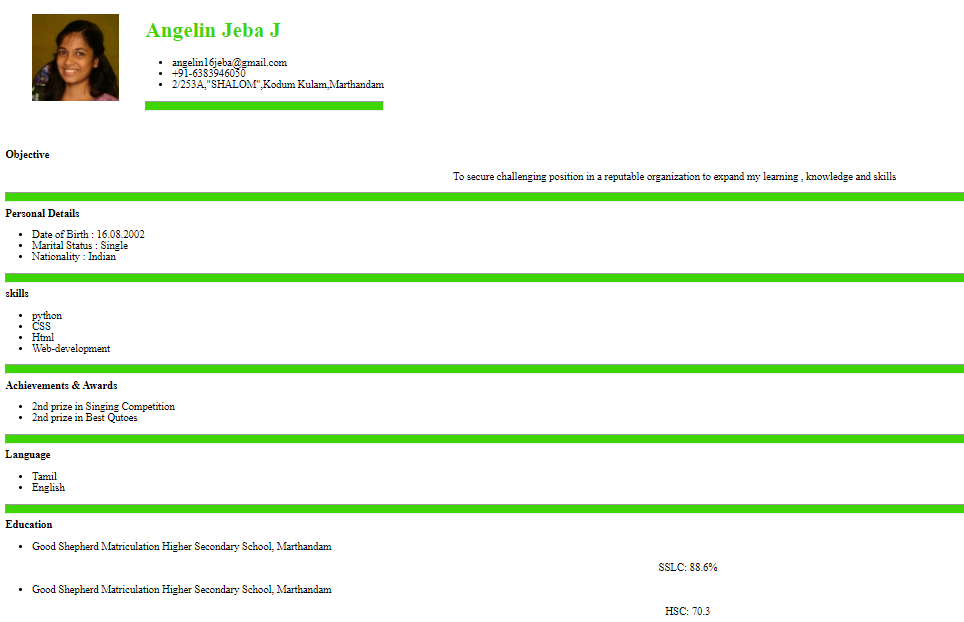 Angelin Jeba J
angelin16jeba@gmail.com
+91-6383946050
2/253A,"SHALOM",Kodum Kulam,Marthandam
Objective
To secure challenging position in a reputable organization to expand my learning , knowledge and skills
Personal Details
Date of Birth : 16.08.2002
Marital Status : Single
Nationality : Indian
skills
python
CSS
Html
Web-development
Achievements & Awards
2nd prize in Singing Competition
2nd prize in Best Qutoes
Language
Tamil
English
Education
Good Shepherd Matriculation Higher Secondary School, Marthandam
SSLC: 88.6%
Good Shepherd Matriculation Higher Secondary School, Marthandam
HSC: 70.3